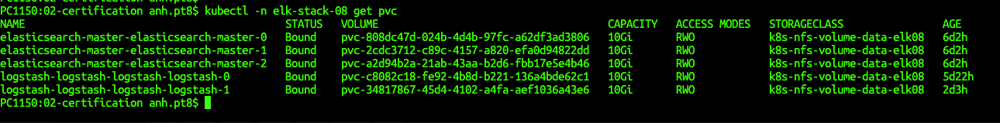 PC1150:02-certification anh.pt8$ kubectl -n elk-stack-08 get pvc
NAME STATUS VOLUME CAPACITY ACCESS MODES STORAGECLASS AGE
elasticsearch-master-elasticsearch-master-0 Bound pvc-808dc47d-024b-4d4b-97fc-a62df3ad3806 10Gi RWO k8s-nfs-volume-data-elk08 6d2h
elasticsearch-master-elasticsearch-master-1 Bound pvc-2cdc3712-c89c-4157-a820-efa0d94822dd 10Gi RWO k8s-nfs-volume-data-elk08 6d2h
elasticsearch-master-elasticsearch-master-2 Bound pvc-a2d94b2a-21ab-43aa-b2d6-fbb17e5e4b46 10Gi RWO k8s-nfs-volume-data-elk08 6d2h
logstash-logstash-logstash-logstash-0 Bound pvc-c8082c18-fe92-4b8d-b221-136a4bde62c1 10Gi RWO k8s-nfs-volume-data-elk08 5d22h
logstash-logstash-logstash-logstash-1 Bound pvc-34817867-45d4-4102-a4fa-aef1036a43e6 10Gi RWO k8s-nfs-volume-data-elk08 2d3h
PC1150:02-certification anh.pt8$